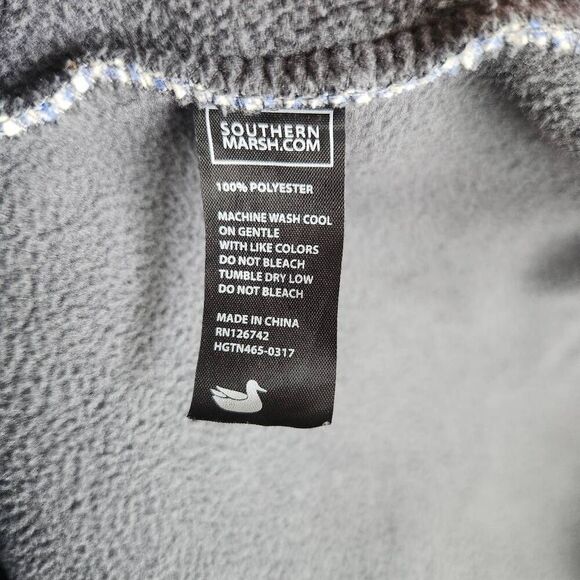 SOUTHERN
MARSH.COM
100% POLYESTER
MACHINE WASH COOL
ON GENTLE
WITH LIKE COLORS
DO NOT BLEACH
TUMBLE DRY LOW
DO NOT BLEACH
MADE IN CHINA
RN126742
HGTN465-0317